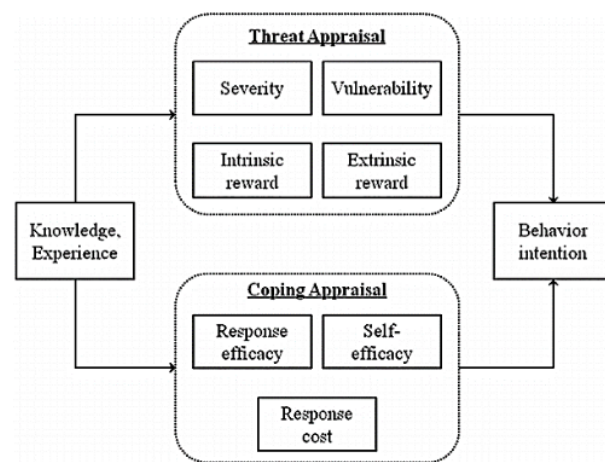 Threat Appraisal
Severity
Vulnerability
Intrinsic
reward
Extrinsic
reward
Knowledge、
Experience
Behavior
intention
Coping Appraisal
Response
efficacy
Self-
efficacy
Response
cost